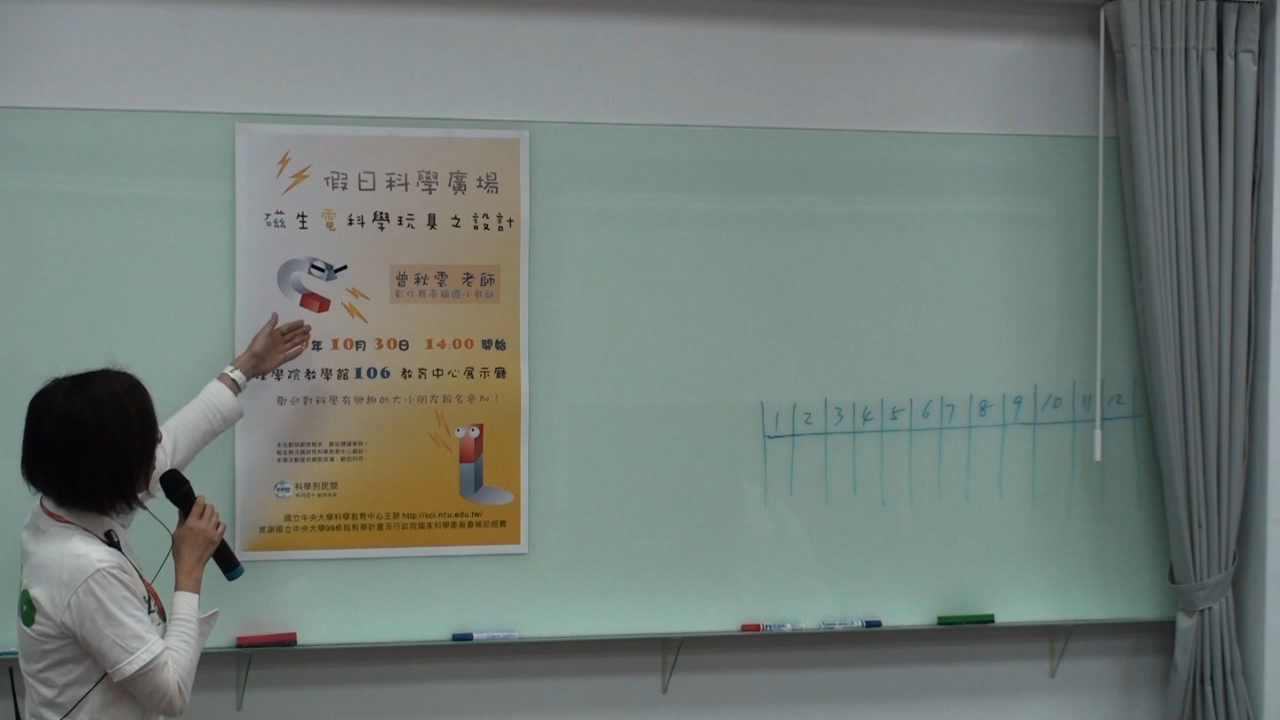 假日科學廣場
磁生電科學玩具之設計
曾秋雲 老師
年 10月 30日 14:00 開始
學院教學館106 教育中心展示廳
歡迎對科學有興趣的大小朋友報名參加！
科學到民間
國立中央大學科學教育中心主辦 http://sci.ncu.edu.tw/
感謝國立中央大學99卓越教學計畫及行政院國家科學委員會補助經費
1 2 3 4 5 6 7 8 9 10 11 12